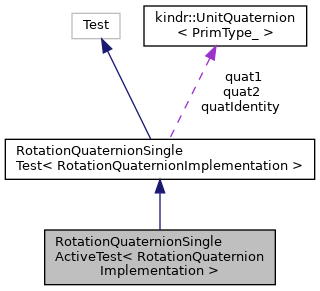 Test
kindr::UnitQuaternion
< PrimType_ >
quat1
quat2
quatIdentity
RotationQuaternionSingle
Test< RotationQuaternionImplementation >
RotationQuaternionSingle
ActiveTest< RotationQuaternion
Implementation >